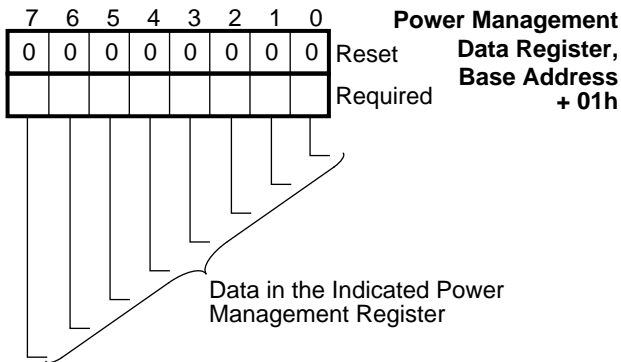 7 6 5 4 3 2 1 0
0 0 0 0 0 0 0 0 Reset
Required
Power Management
Data Register,
Base Address
+ 01h
Data in the Indicated Power
Management Register